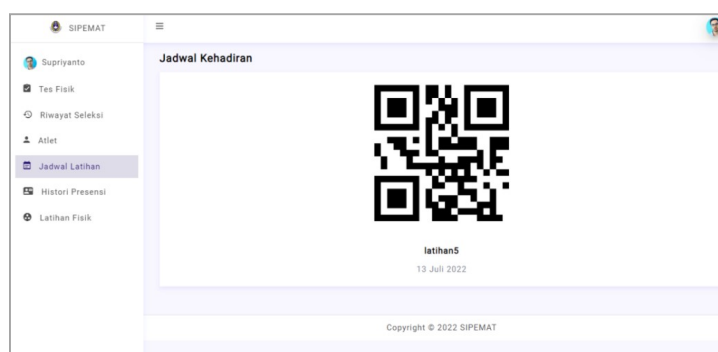 SIPEMAT
Supriyanto
Tes Fisik
Riwayat Seleksi
Atlet
Jadwal Latihan
Histori Presensi
Latihan Fisik
Jadwal Kehadiran
latihan5
13 Juli 2022
Copyright © 2022 SIPEMAT